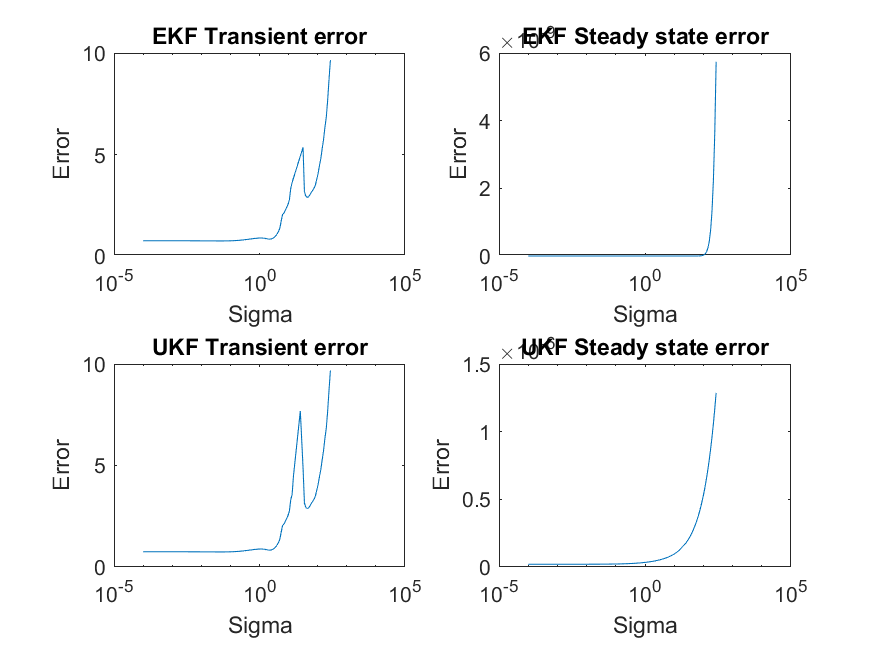 EKF Transient error
10
5
0
Error
10^-5
10^0
10^5
Sigma
EKF Steady state error
6
4
2
0
Error
10^-5
10^0
10^5
Sigma
UKF Transient error
10
5
0
Error
10^-5
10^0
10^5
Sigma
UKF Steady state error
1.5
1
0.5
0
Error
10^-5
10^0
10^5
Sigma